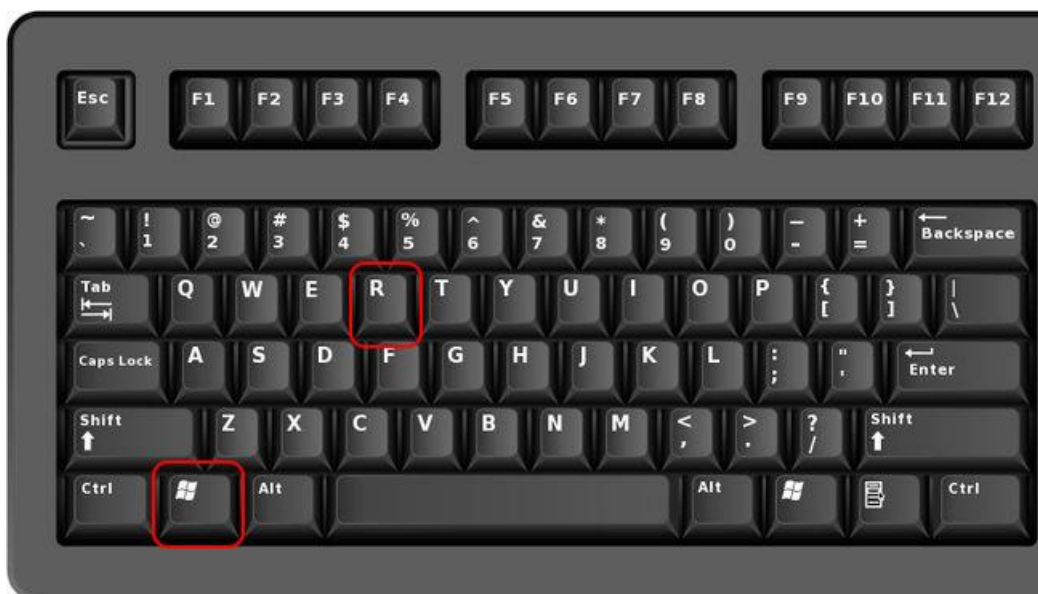 Esc F1 F2 F3 F4 F5 F6 F7 F8 F9 F10 F11 F12
~ ! @ # $ % ^ & * ( ) — + Backspace
` 1 2 3 4 5 6 7 8 9 0 - =
Tab Q W E R T Y U I O P { } |
[ ] \
Caps Lock A S D F G H J K L : " Enter
; '
Shift Z X C V B N M < > ? Shift
, . /
Ctrl Alt Alt Ctrl